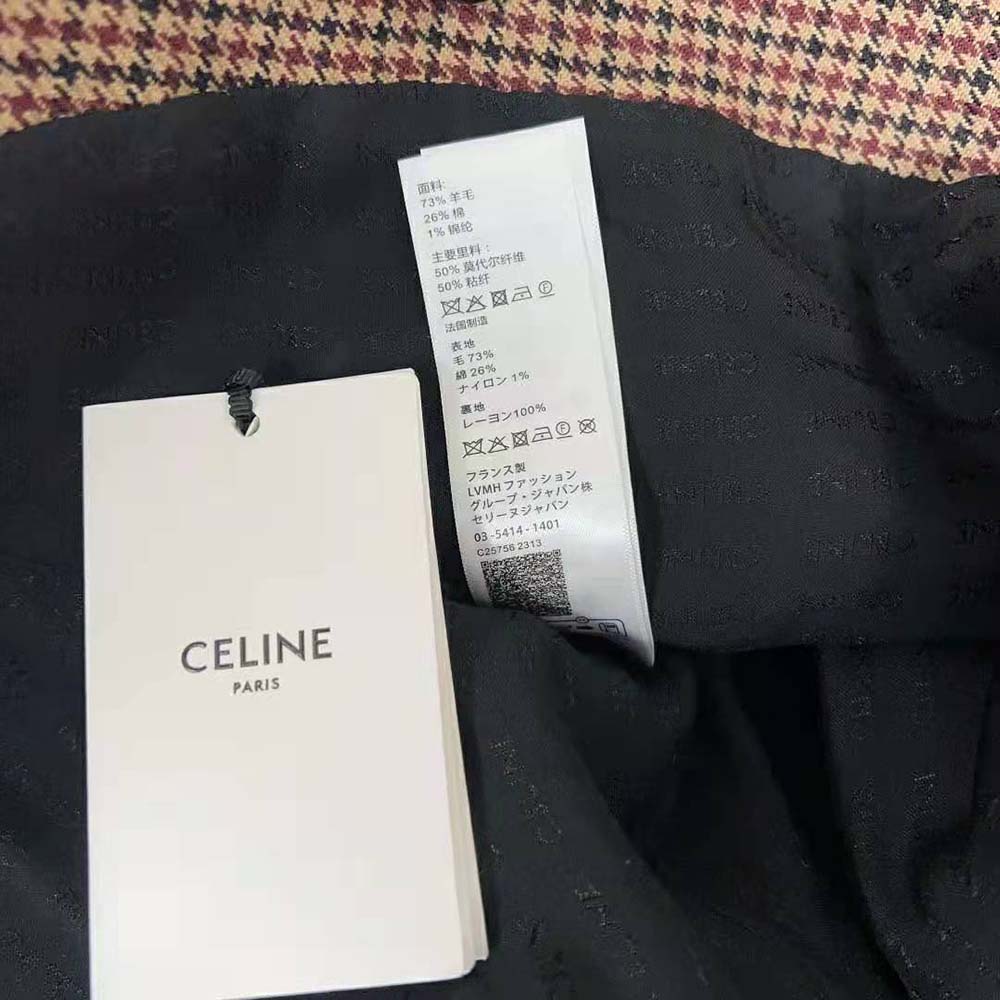 面料:
73% 羊毛
26% 棉
1% 锦纶
主要里料:
50% 莫代尔纤维
50% 粘纤
法国制造
表地
毛 73%
綿 26%
ナイロン 1%
裏地
レーヨン100%
フランス製
LVMH ファッション
グループ・ジャパン株
セリーヌジャパン
03-5414-1401
C25756 2313
CELINE
PARIS